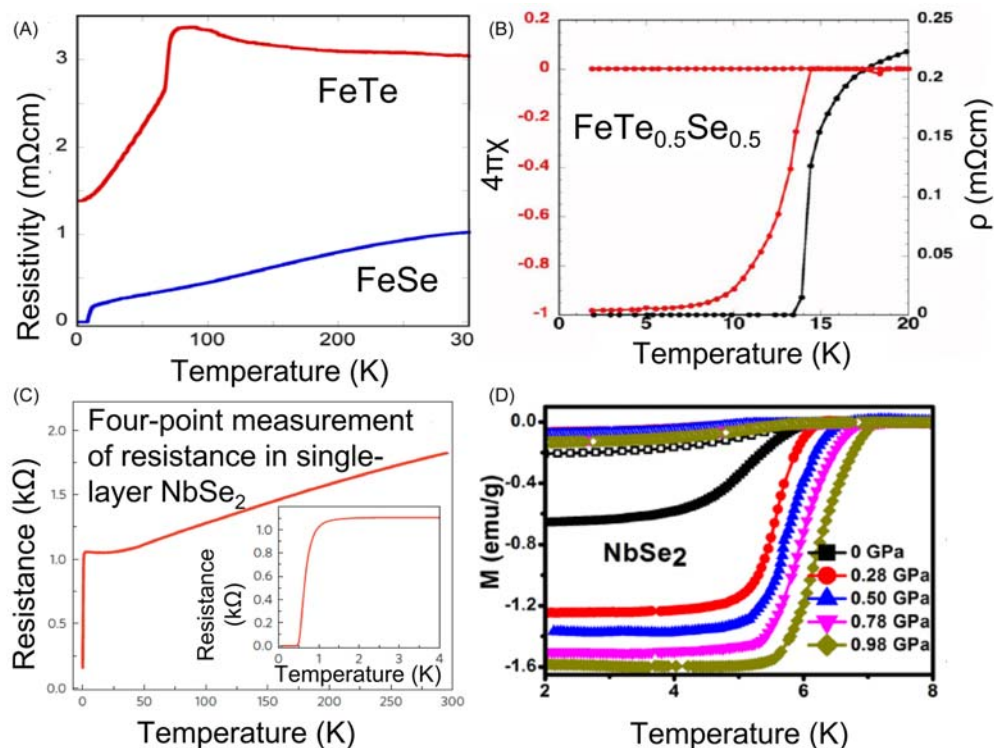 (A)
Resistivity (mΩcm)
3
2
1
0
FeTe
FeSe
0
100
200
30
Temperature (K)
(B)
4πχ
0.2
0
-0.2
-0.4
-0.6
-0.8
-1
FeTe0.5Se0.5
0.25
0.2
0.15
0.1
0.05
0
ρ (mΩcm)
0
5
10
15
20
Temperature (K)
(C)
Resistance (kΩ)
2.0
1.5
1.0
0.5
0.0
Four-point measurement
of resistance in single-
layer NbSe2
Resistance
(kΩ)
1.0
0.8
0.6
0.4
0.2
0.0
0
1
2
3
4
Temperature (K)
0
50
100
150
200
250
300
Temperature (K)
(D)
M (emu/g)
0.0
-0.4
-0.8
-1.2
-1.6
NbSe2
0 GPa
0.28 GPa
0.50 GPa
0.78 GPa
0.98 GPa
2
4
6
8
Temperature (K)